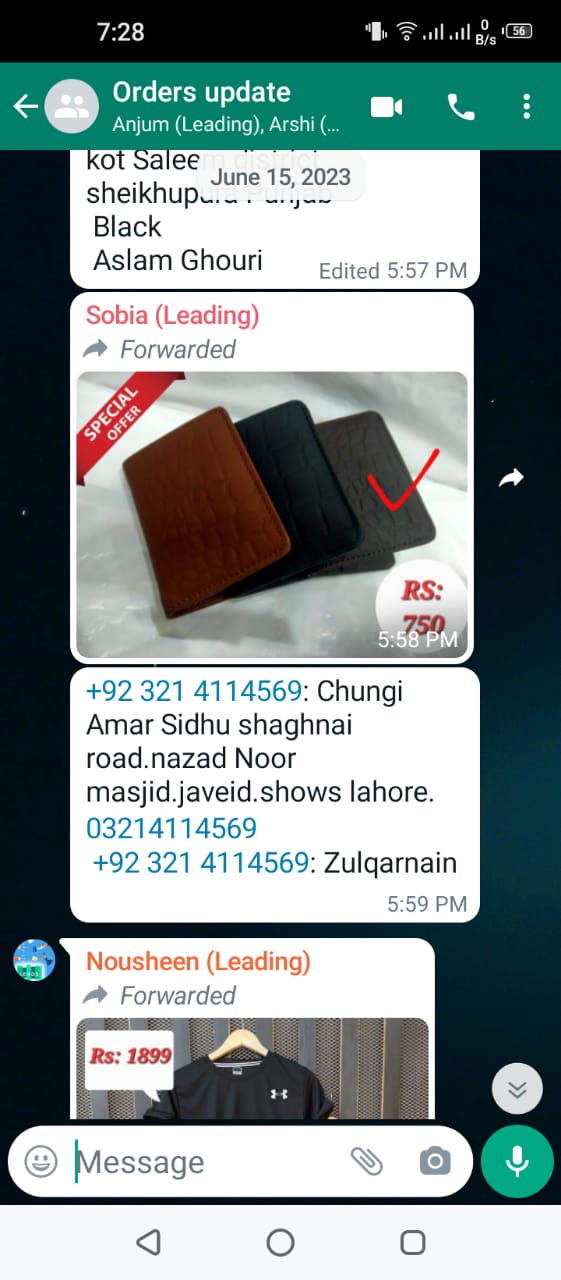 7:28
0
B/s
56
Orders update
Anjum (Leading), Arshi (...
kot Saleem district
June 15, 2023
sheikhupura Punjab
Black
Aslam Ghouri
Edited 5:57 PM
Sobia (Leading)
Forwarded
SPECIAL
OFFER
RS:
750
5:58 PM
+92 321 4114569: Chungi
Amar Sidhu shaghnai
road.nazad Noor
masjid.javeid.shows lahore.
03214114569
+92 321 4114569: Zulqarnain
5:59 PM
Nousheen (Leading)
Forwarded
Rs: 1899
Message